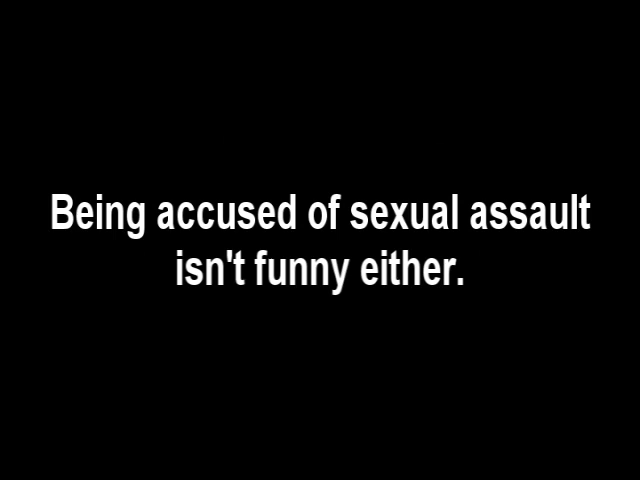 Being accused of sexual assault
isn't funny either.